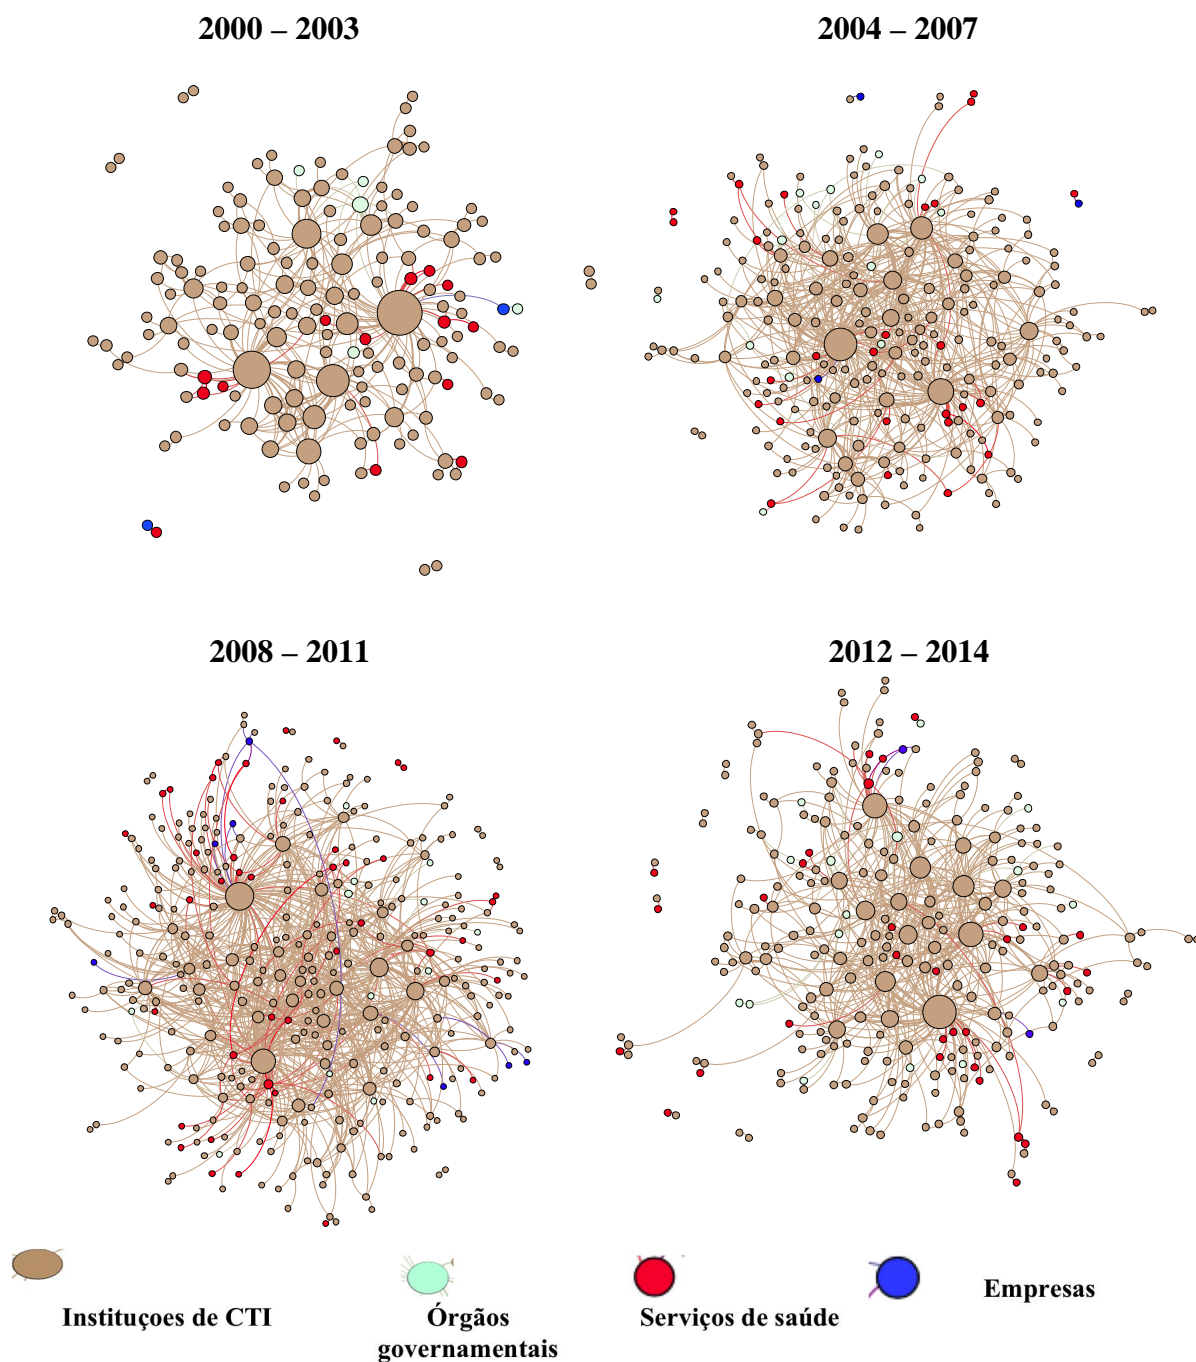 2000 – 2003
2004 – 2007
2008 – 2011
2012 – 2014
Instituçoes de CTI
Órgãos
governamentais
Serviços de saúde
Empresas